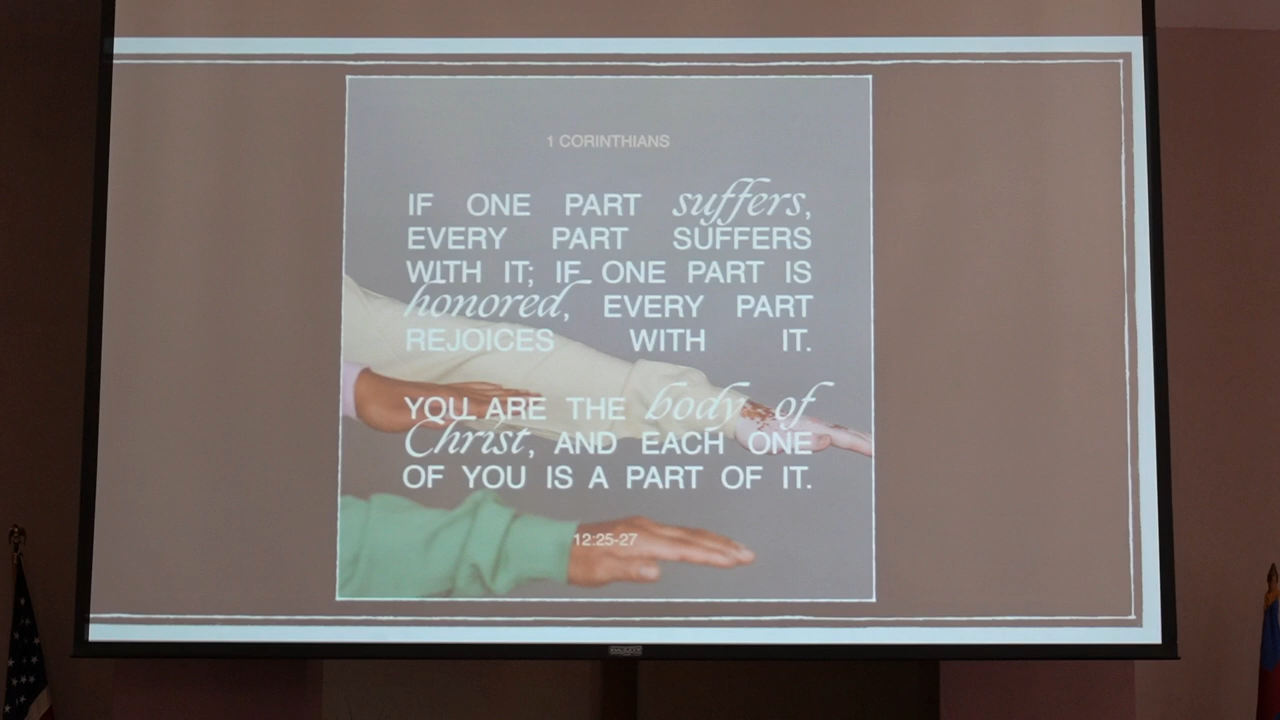 1 CORINTHIANS
IF ONE PART suffers,
EVERY PART SUFFERS
WITH IT; IF ONE PART IS
honored, EVERY PART
REJOICES WITH IT.
YOU ARE THE body of
Christ, AND EACH ONE
OF YOU IS A PART OF IT.
12:25-27